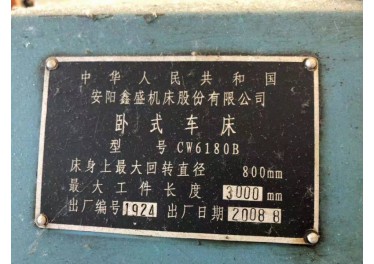 中华人民共和国
安阳鑫盛机床股份有限公司
卧式车床
型号 CW6180B
床身上最大回转直径 800mm
最大工件长度 3000mm
出厂编号 1924 出厂日期 2008 8